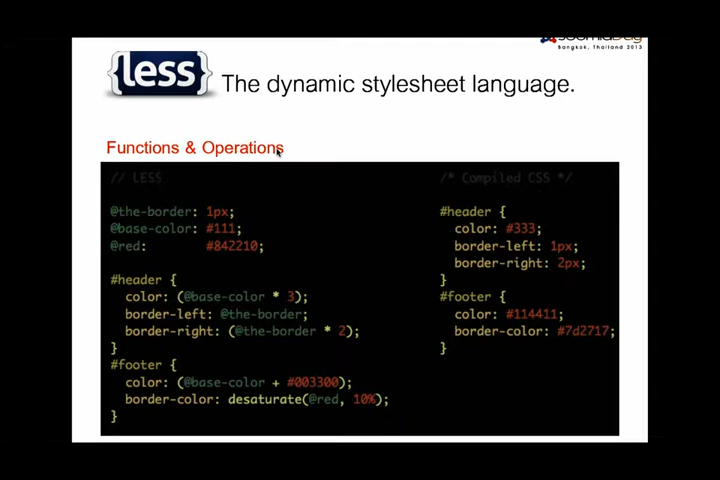 JoomlaDay
Bangkok, Thailand 2013
{less}
The dynamic stylesheet language.
Functions & Operations
// LESS
@the-border: 1px;
@base-color: #111;
@red: #842210;
#header {
color: (@base-color * 3);
border-left: @the-border;
border-right: (@the-border * 2);
}
#footer {
color: (@base-color + #003300);
border-color: desaturate(@red, 10%);
}
/* Compiled CSS */
#header {
color: #333;
border-left: 1px;
border-right: 2px;
}
#footer {
color: #114411;
border-color: #7d2717;
}